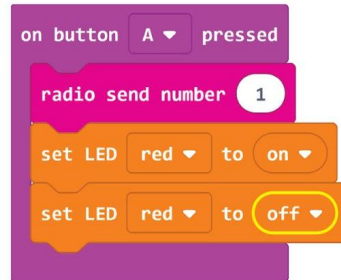 on button A pressed
radio send number 1
set LED red to on
set LED red to off